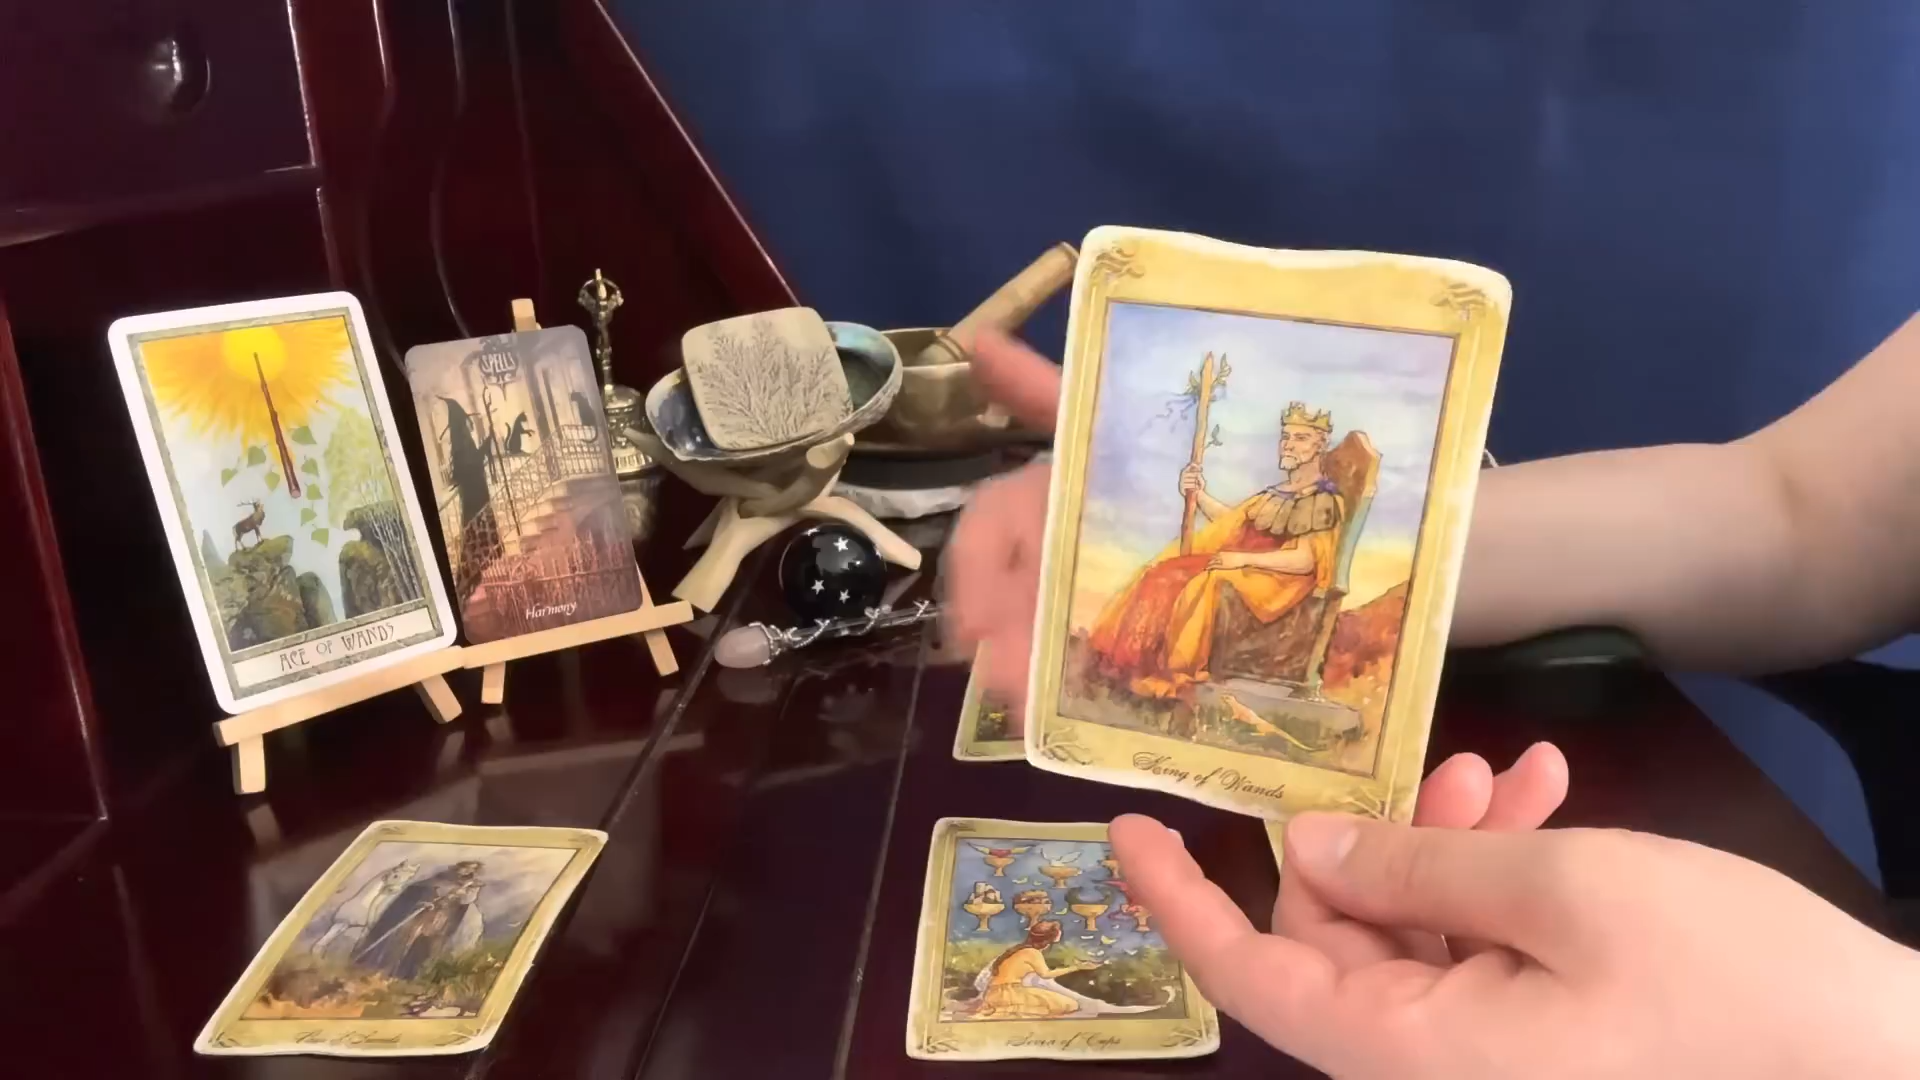 SPELLS
Harmony
ACE OF WANDS
King of Wands
Seven of Cups